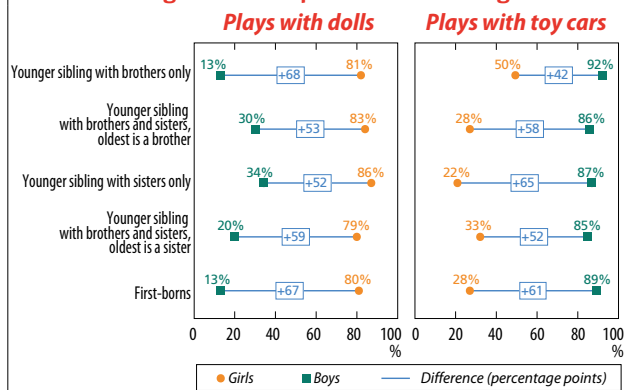 Plays with dolls
Plays with toy cars
Younger sibling with brothers only
13%
+68
81%
50%
+42
92%
Younger sibling
with brothers and sisters,
oldest is a brother
30%
+53
83%
28%
+58
86%
Younger sibling with sisters only
34%
+52
86%
22%
+65
87%
Younger sibling
with brothers and sisters,
oldest is a sister
20%
+59
79%
33%
+52
85%
First-borns
13%
+67
80%
28%
+61
89%
0 20 40 60 80 100
%
0 20 40 60 80 100
%
Girls Boys Difference (percentage points)